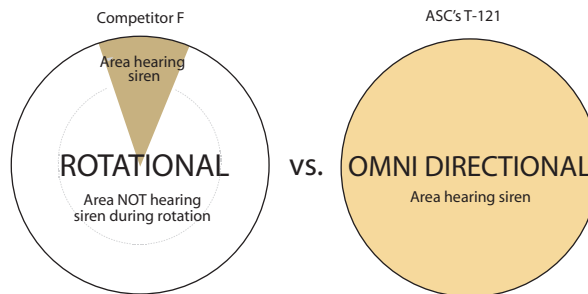 Competitor F
Area hearing
siren
ROTATIONAL
Area NOT hearing
siren during rotation
vs.
ASC's T-121
OMNI DIRECTIONAL
Area hearing siren